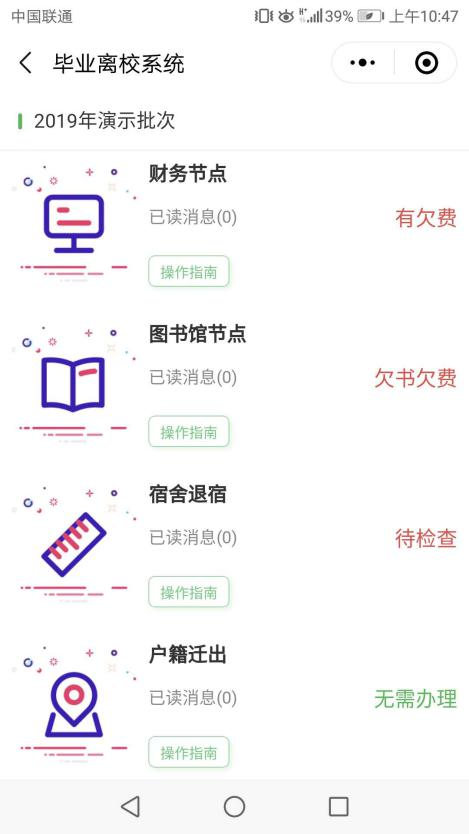 中国联通
39%
上午10:47
毕业离校系统
2019年演示批次
财务节点
已读消息(0)
有欠费
操作指南
图书馆节点
已读消息(0)
欠书欠费
操作指南
宿舍退宿
已读消息(0)
待检查
操作指南
户籍迁出
已读消息(0)
无需办理
操作指南